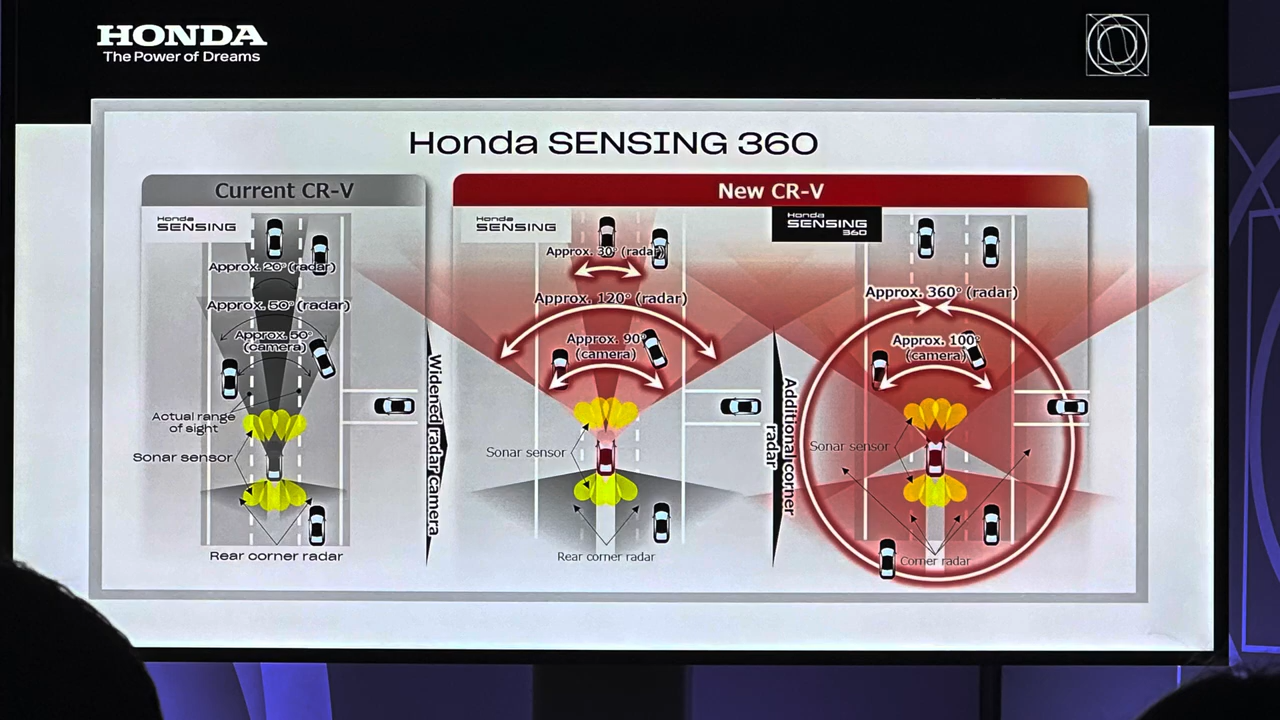 HONDA
The Power of Dreams
Honda SENSING 360
Current CR-V
Honda
SENSING
Approx. 20° (radar)
Approx. 50° (radar)
Approx. 50°
(camera)
Actual range
of sight
Sonar sensor
Rear corner radar
Widened radar/camera
New CR-V
Honda
SENSING
Approx. 30° (radar)
Approx. 120° (radar)
Approx. 90°
(camera)
Sonar sensor
Rear corner radar
Additional corner
radar
Honda
SENSING
360
Approx. 360° (radar)
Approx. 100°
(camera)
Sonar sensor
Corner radar